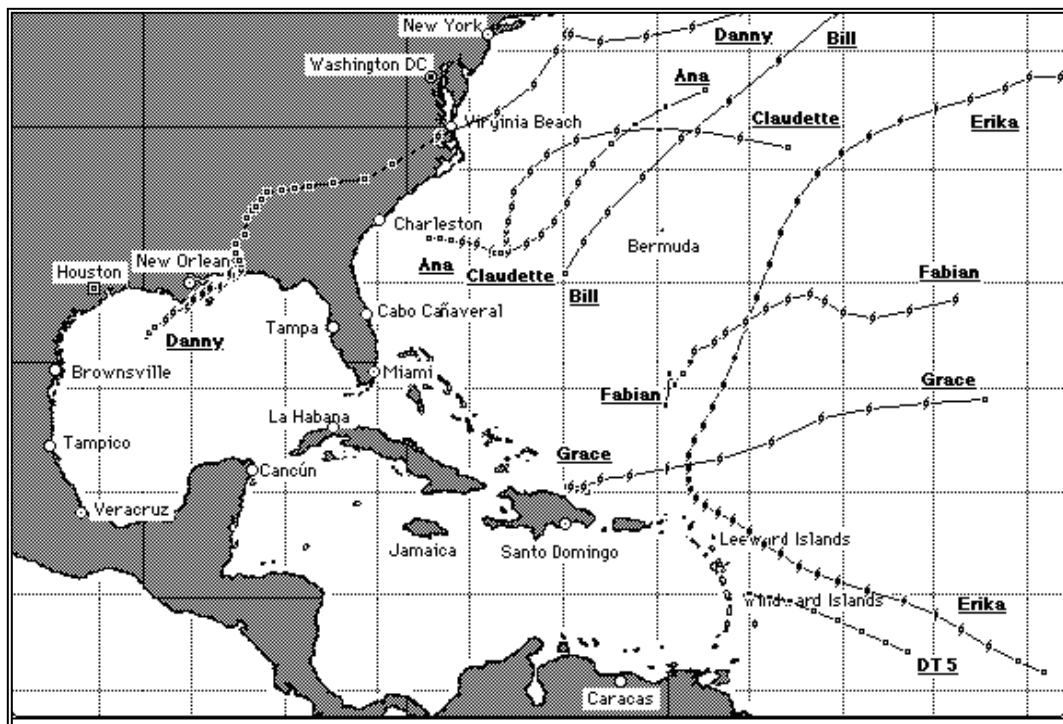 New York
Danny
Bill
Washington DC
Ana
Virginia Beach
Claudette
Erika
Charleston
Bermuda
New Orlean
Ana
Claudette
Houston
Fabian
Bill
Cabo Cañaveral
Tampa
Danny
Brownsville
Miami
Grace
Fabian
La Habana
Tampico
Grace
Cancún
Veracruz
Leeward Islands
Jamaica
Santo Domingo
Windward Islands
Erika
DT 5
Caracas